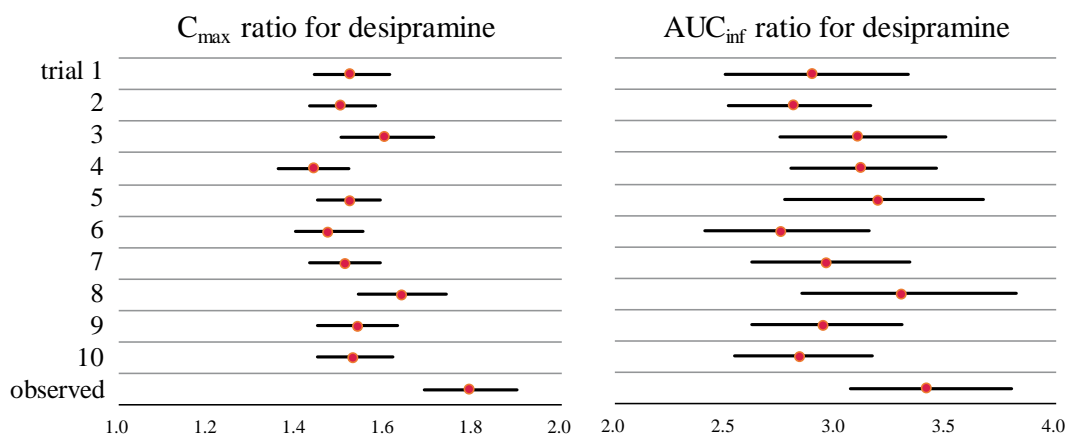 C_max ratio for desipramine
AUC_inf ratio for desipramine
trial 1
2
3
4
5
6
7
8
9
10
observed
1.0 1.2 1.4 1.6 1.8 2.0
2.0 2.5 3.0 3.5 4.0